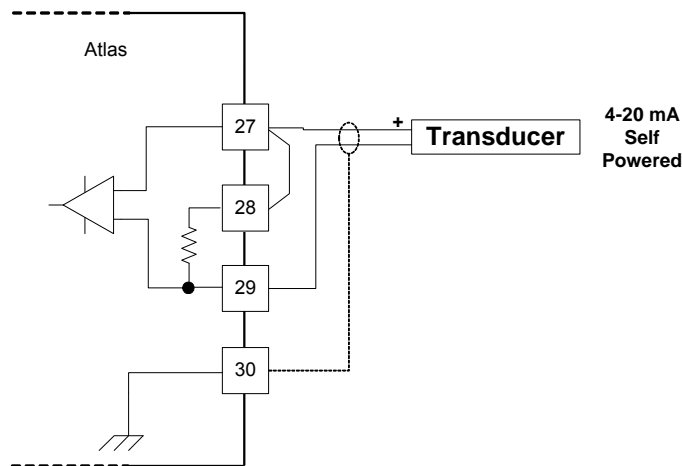 Atlas
27
28
29
30
+
Transducer
4-20 mA
Self
Powered